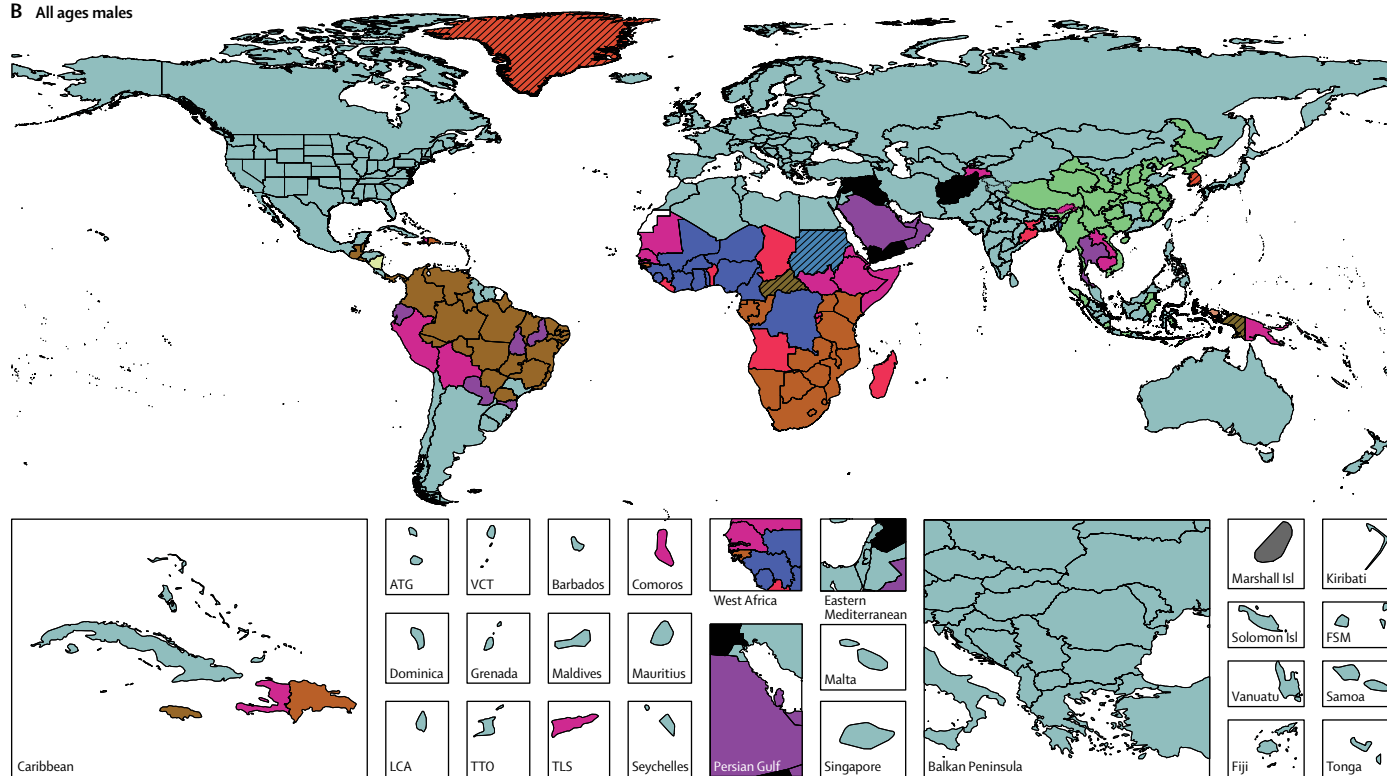 B All ages males
ATG
VCT
Barbados
Comoros
West Africa
Eastern
Mediterranean
Marshall Isl
Kiribati
Dominica
Grenada
Maldives
Mauritius
Malta
Solomon Isl
FSM
Vanuatu
Samoa
Caribbean
LCA
TTO
TLS
Seychelles
Persian Gulf
Singapore
Balkan Peninsula
Fiji
Tonga